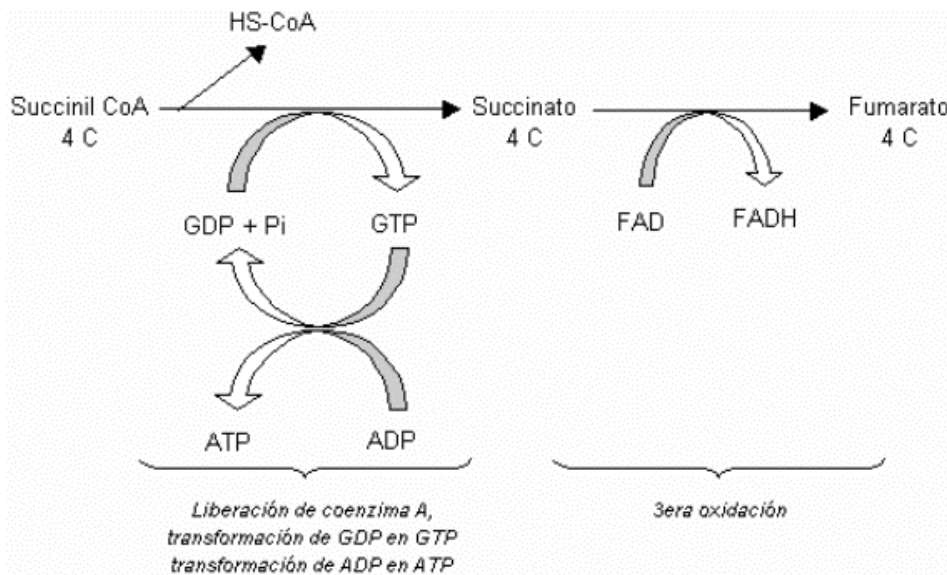 HS-CoA
Succinil CoA
4 C
Succinato
4 C
Fumarato
4 C
GDP + Pi
GTP
FAD
FADH
ATP
ADP
Liberación de coenzima A,
transformación de GDP en GTP
transformación de ADP en ATP
3era oxidación